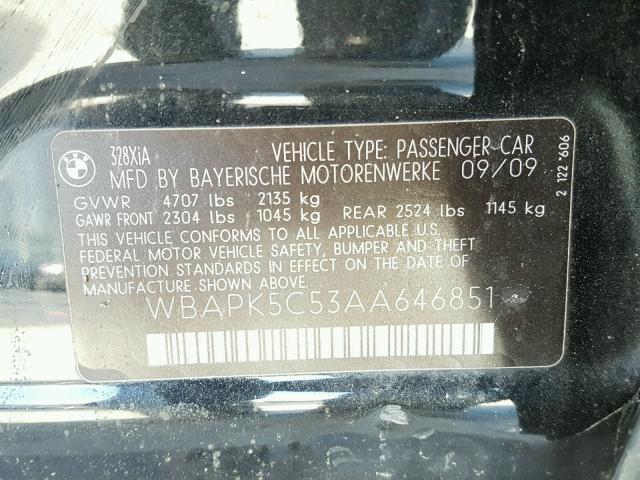 BMW
328XiA VEHICLE TYPE: PASSENGER CAR
MFD BY BAYERISCHE MOTORENWERKE 09/09
GVWR 4707 lbs 2135 kg
GAWR FRONT 2304 lbs 1045 kg REAR 2524 lbs 1145 kg
THIS VEHICLE CONFORMS TO ALL APPLICABLE U.S.
FEDERAL MOTOR VEHICLE SAFETY, BUMPER AND THEFT
PREVENTION STANDARDS IN EFFECT ON THE DATE OF
MANUFACTURE SHOWN ABOVE.
WBAPK5C53AA646851
2 122 606